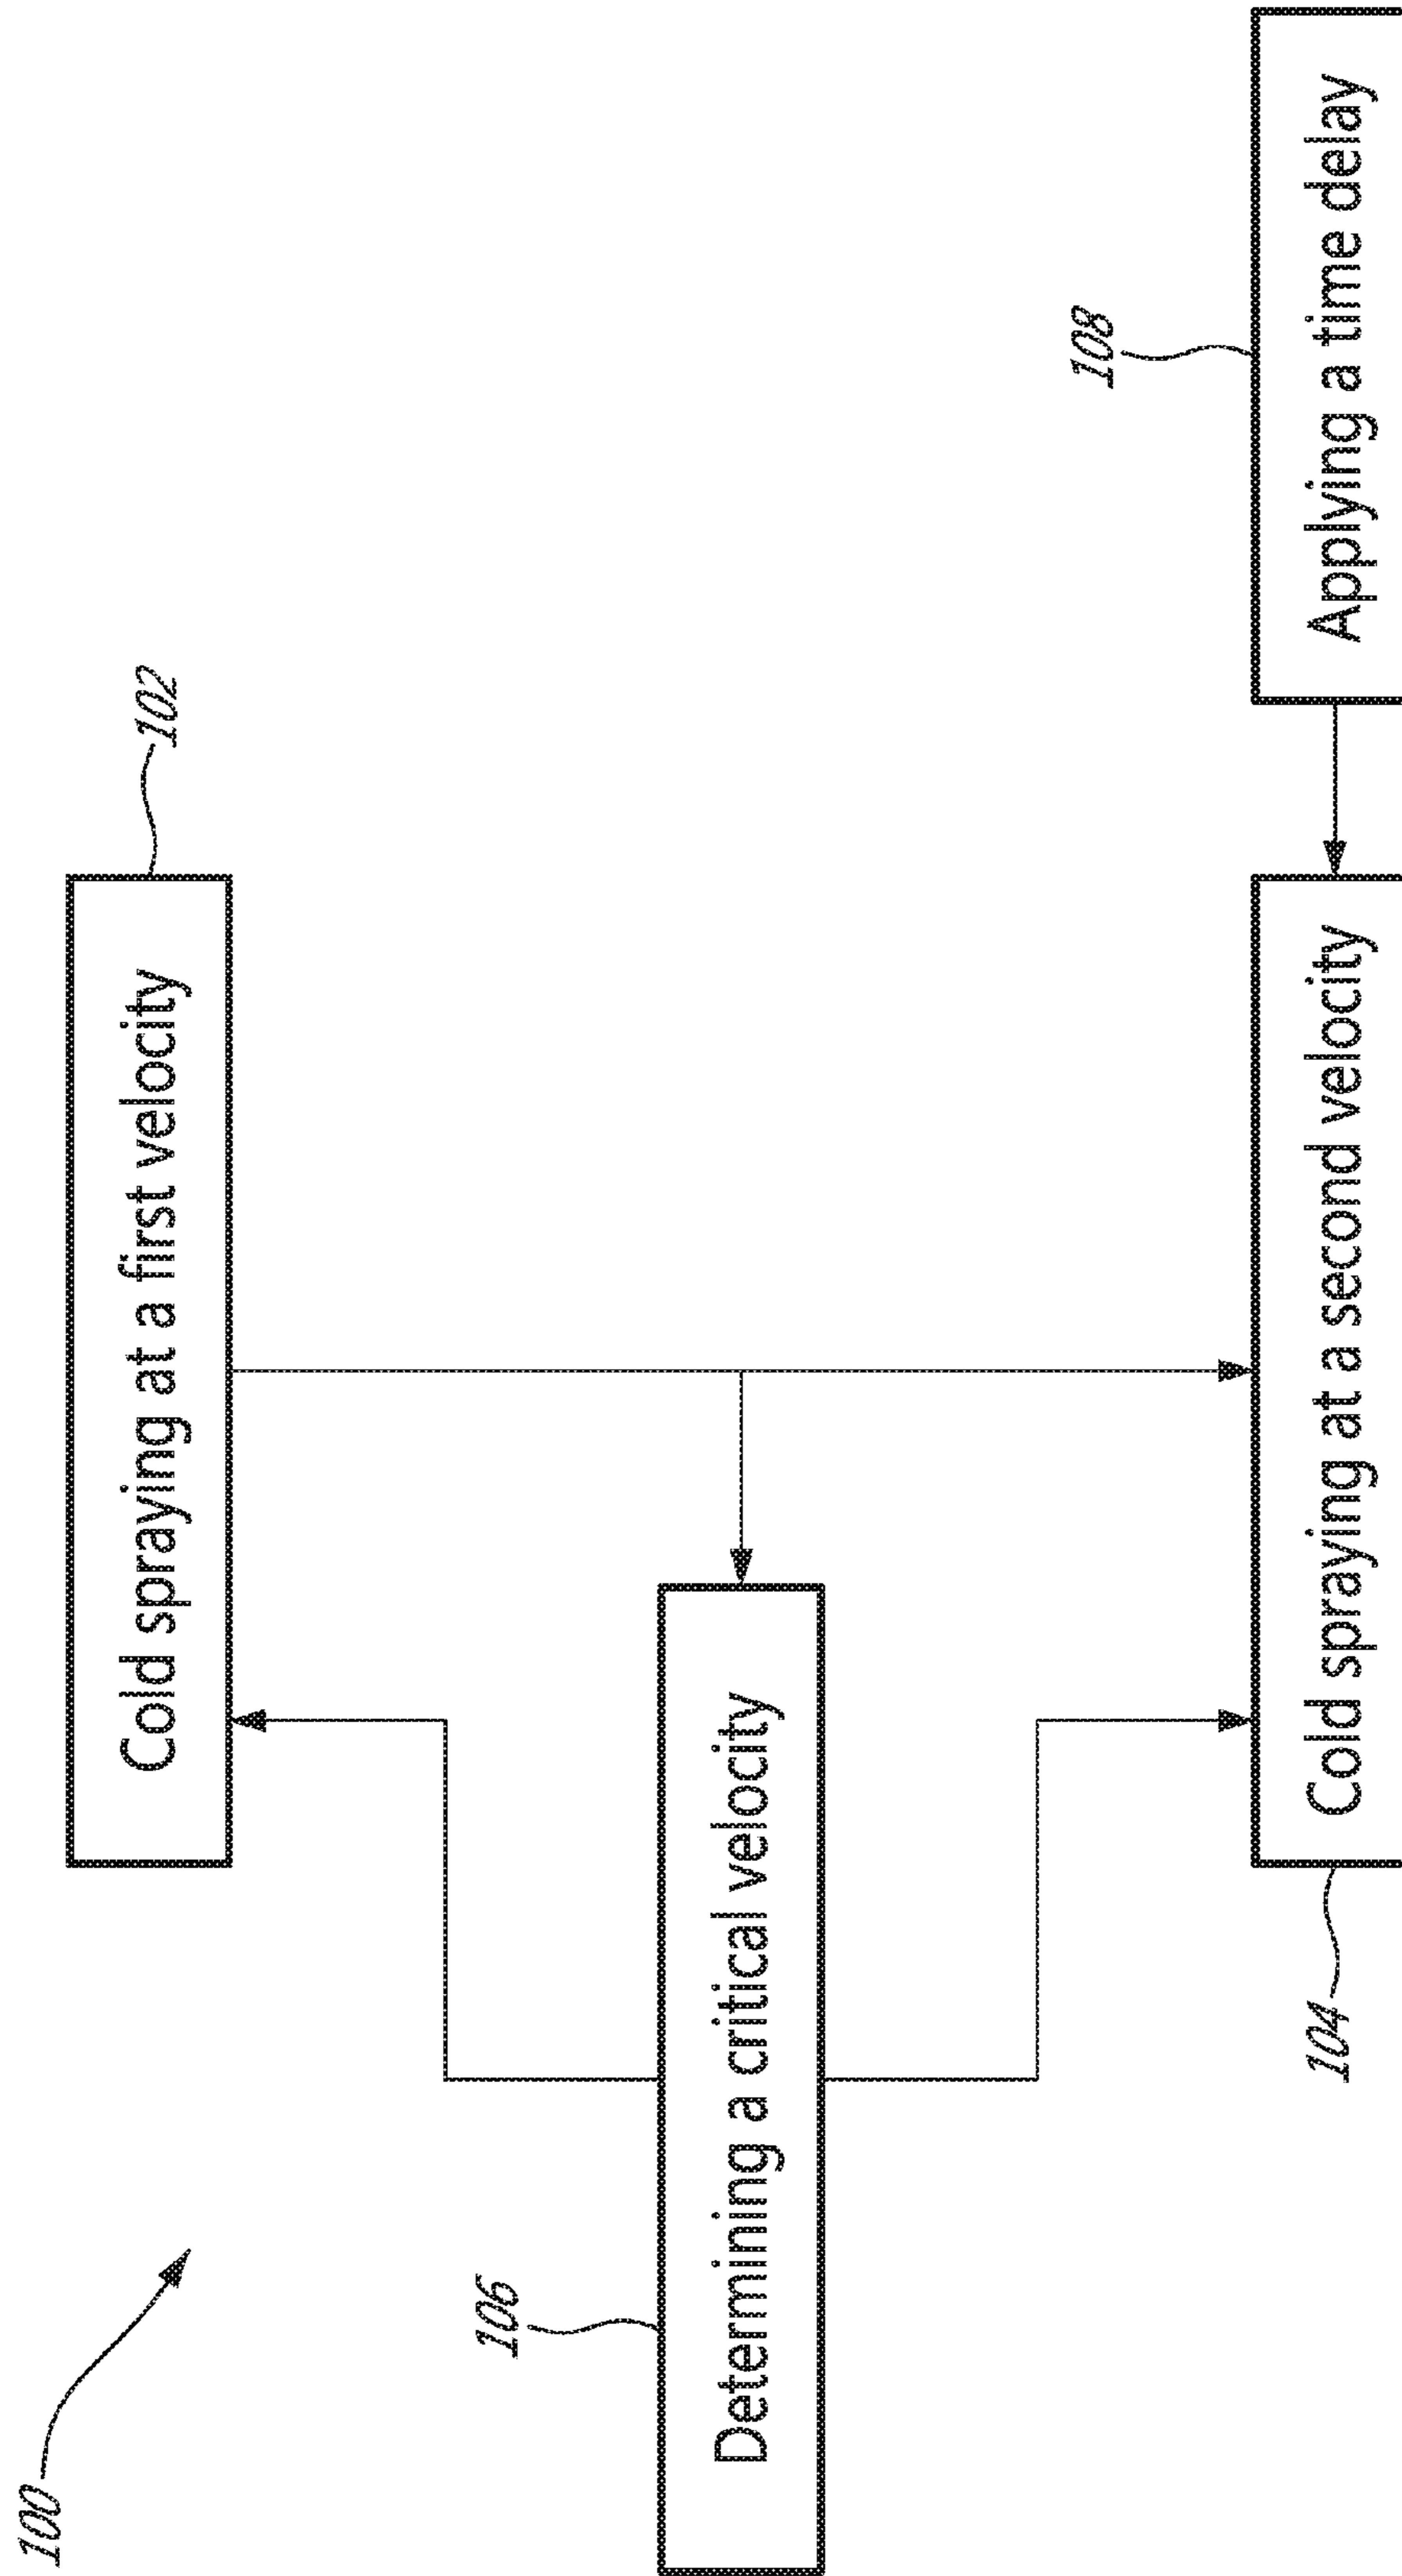 100
102
Cold spraying at a first velocity
106
Determining a critical velocity
108
104
Cold spraying at a second velocity
Applying a time delay